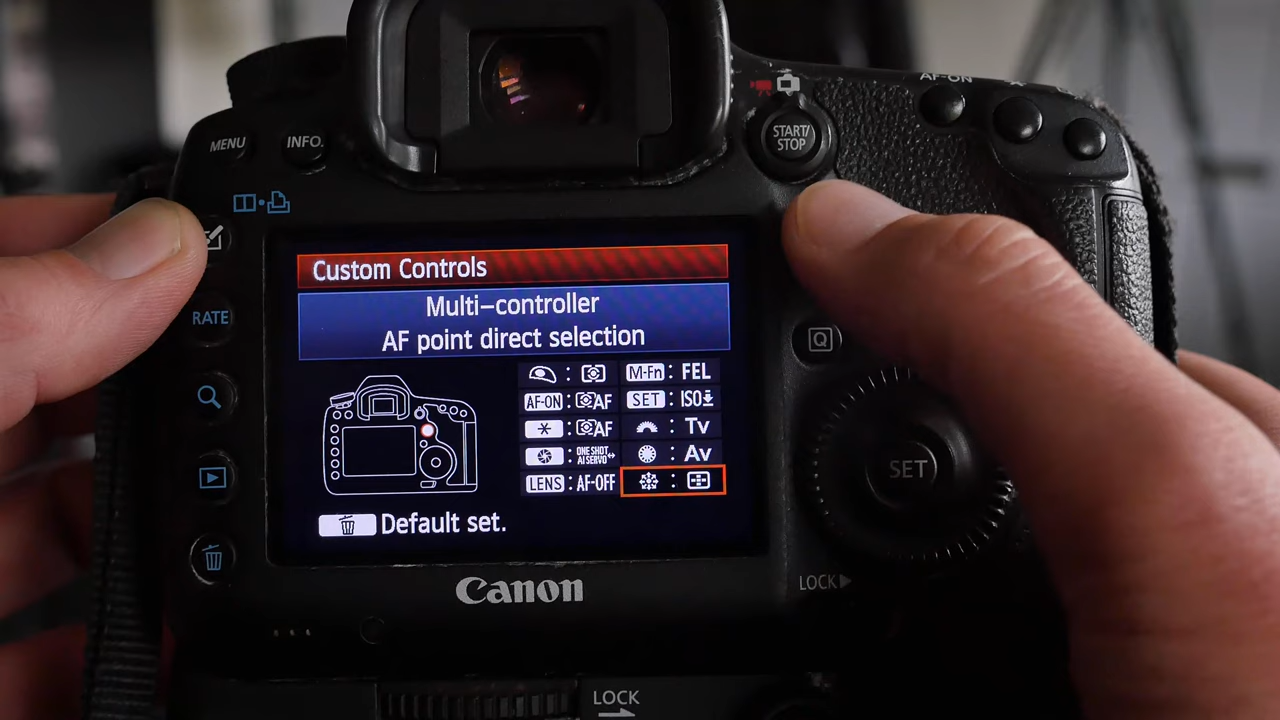 AF-ON
MENU
INFO.
START/
STOP
RATE
Q
Custom Controls
Multi-controller
AF point direct selection
: M-Fn: FEL
AF-ON : AF SET : ISO
: AF : Tv
: ONE SHOT AI SERVO : Av
LENS : AF-OFF :
Default set.
SET
LOCK
Canon
LOCK